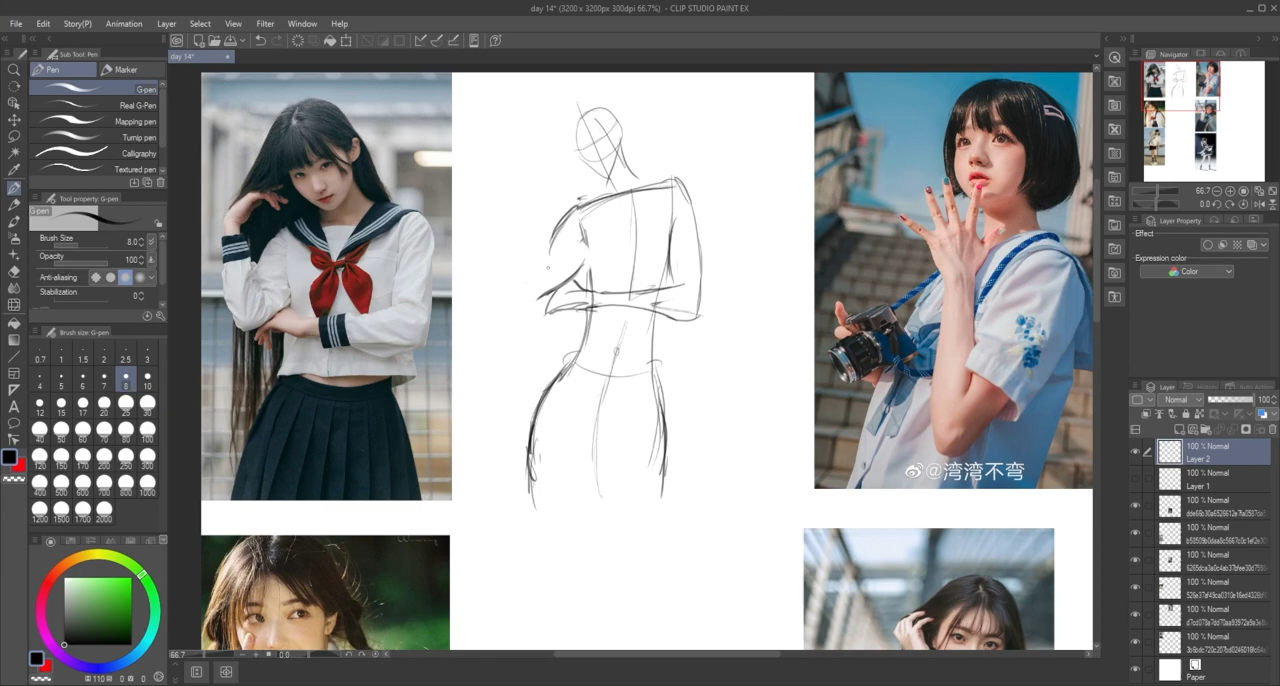 day 14* (3200 x 3200px 300dpi 66.7%) - CLIP STUDIO PAINT EX
File Edit Story(P) Animation Layer Select View Filter Window Help
Sub Tool: Pen
Pen Marker
G-pen
Real G-Pen
Mapping pen
Turnip pen
Calligraphy
Textured pen
Tool property: G-pen
G-pen
Brush Size 8.0
Opacity 100
Anti-aliasing
Stabilization 0
Brush size: G-pen
0.7 1 1.5 2 2.5 3
4 5 6 7 8 10
12 15 17 20 25 30
40 50 60 70 80 100
120 150 170 200 250 300
400 500 600 700 800 1000
1200 1500 1700 2000
110 0 0
day 14*
@湾湾不弯
66.7 0.0
Navigator
66.7
0.0
Layer Property
Effect
Expression color
Color
Layer
Normal 100
100 % Normal
Layer 2
100 % Normal
Layer 1
100 % Normal
100 % Normal
100 % Normal
100 % Normal
100 % Normal
100 % Normal
Paper